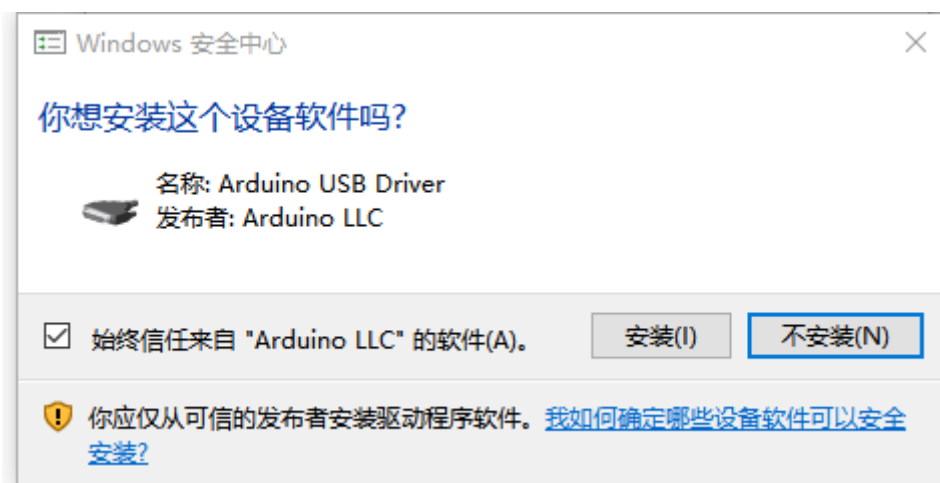 Windows 安全中心
你想安装这个设备软件吗?
名称: Arduino USB Driver
发布者: Arduino LLC
始终信任来自 "Arduino LLC" 的软件(A)。
安装(I)
不安装(N)
你应仅从可信的发布者安装驱动程序软件。我如何确定哪些设备软件可以安全
安装?